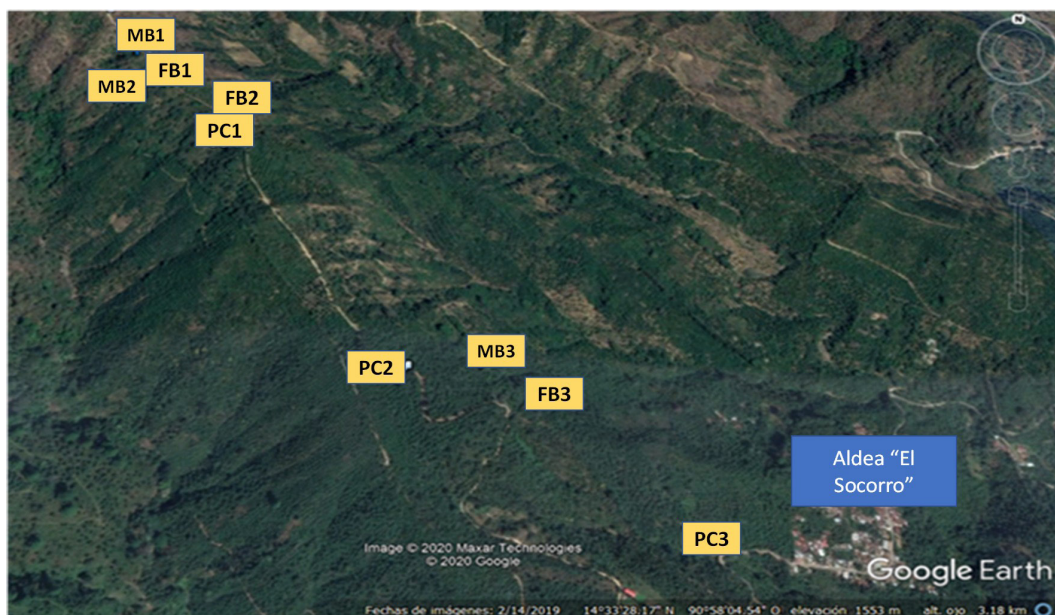 N
MB1
FB1
MB2
FB2
PC1
MB3
PC2
FB3
Aldea “El
Socorro”
PC3
Image © 2020 Maxar Technologies
© 2020 Google
Google Earth
Fechas de imágenes: 2/14/2019 14°33'28.17" N 90°58'04.54" O elevación 1553 m alt. ojo 3.18 km